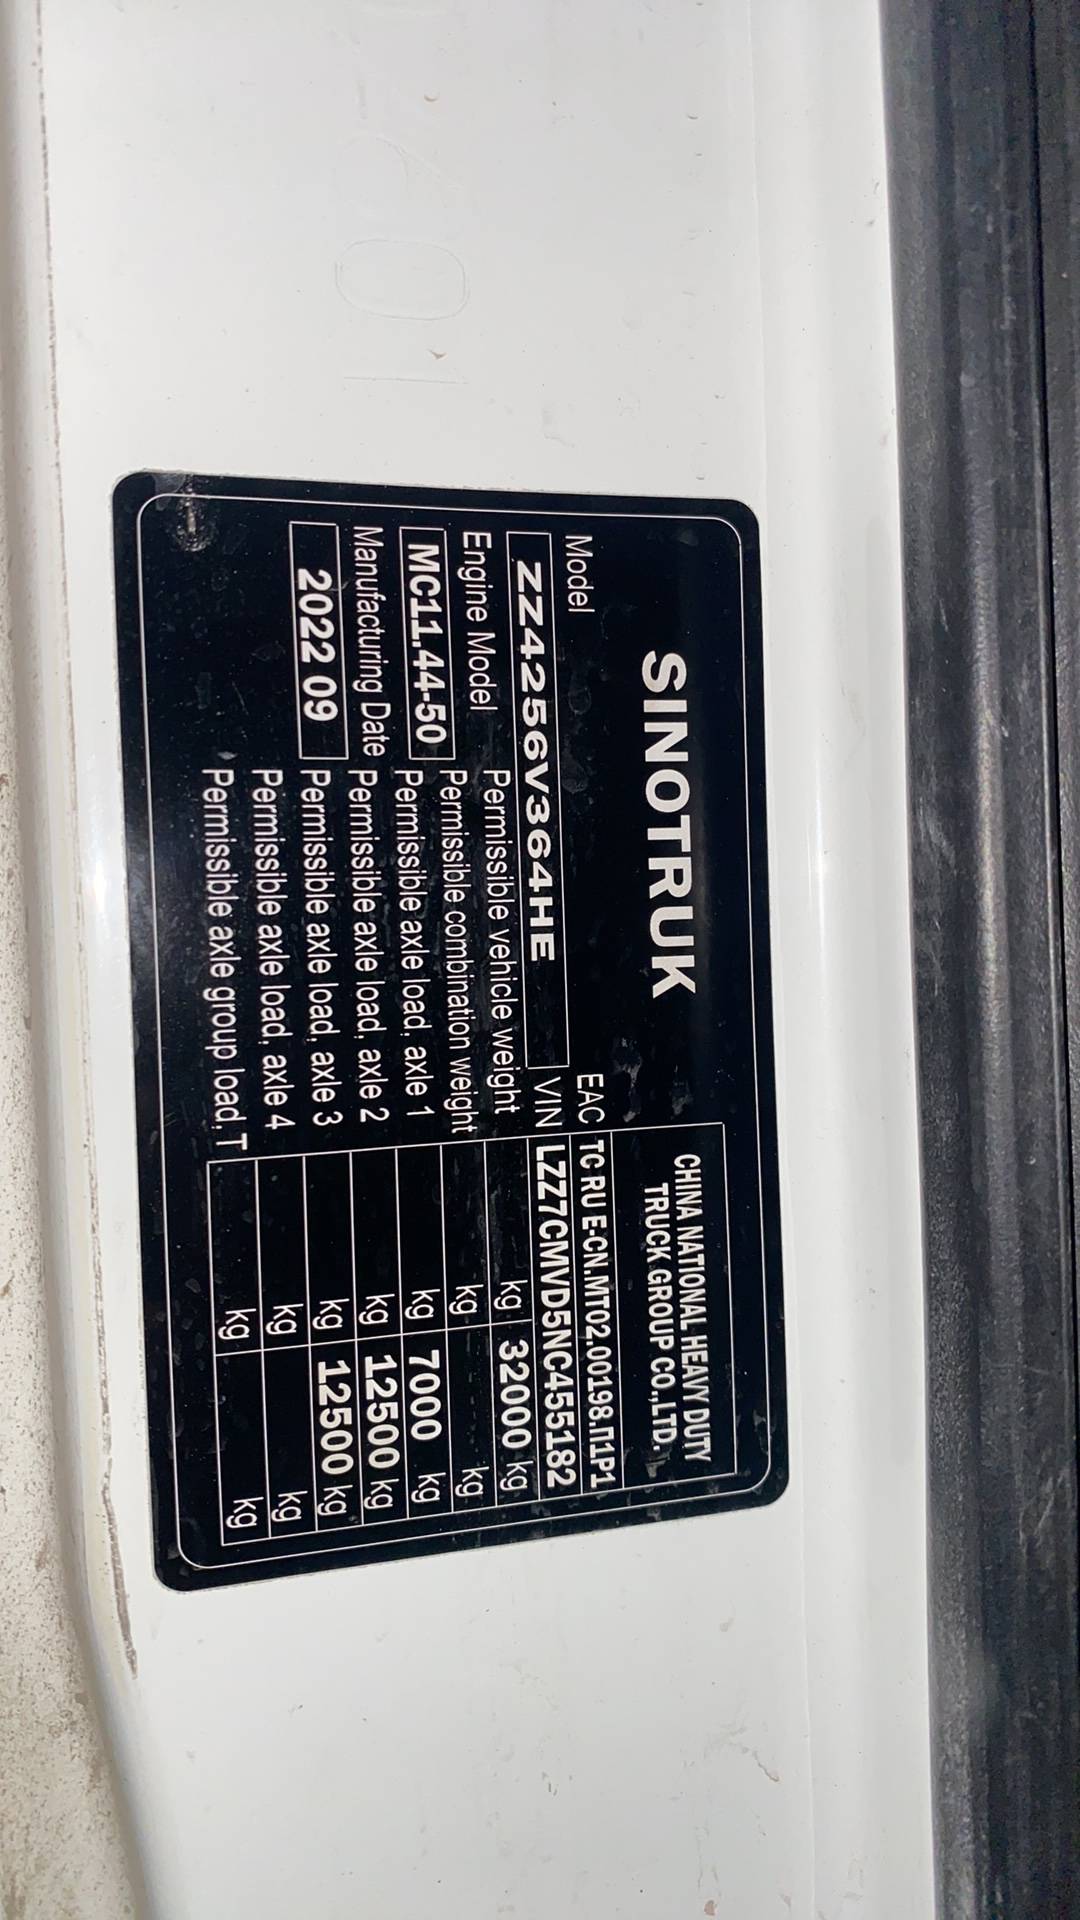 SINOTRUK
CHINA NATIONAL HEAVY DUTY
TRUCK GROUP CO.,LTD.
Model
EAC TC RU E-CN.MT02.00198.П1P1
ZZ4256V364HE
VIN LZZ7CMVD5NC455182
Engine Model
Permissible vehicle weight kg 32000 kg
MC11.44-50
Permissible combination weight kg kg
Permissible axle load, axle 1 kg 7000 kg
Manufacturing Date
Permissible axle load, axle 2 kg 12500 kg
2022 09
Permissible axle load, axle 3 kg 12500 kg
Permissible axle load, axle 4 kg kg
Permissible axle group load, T kg kg